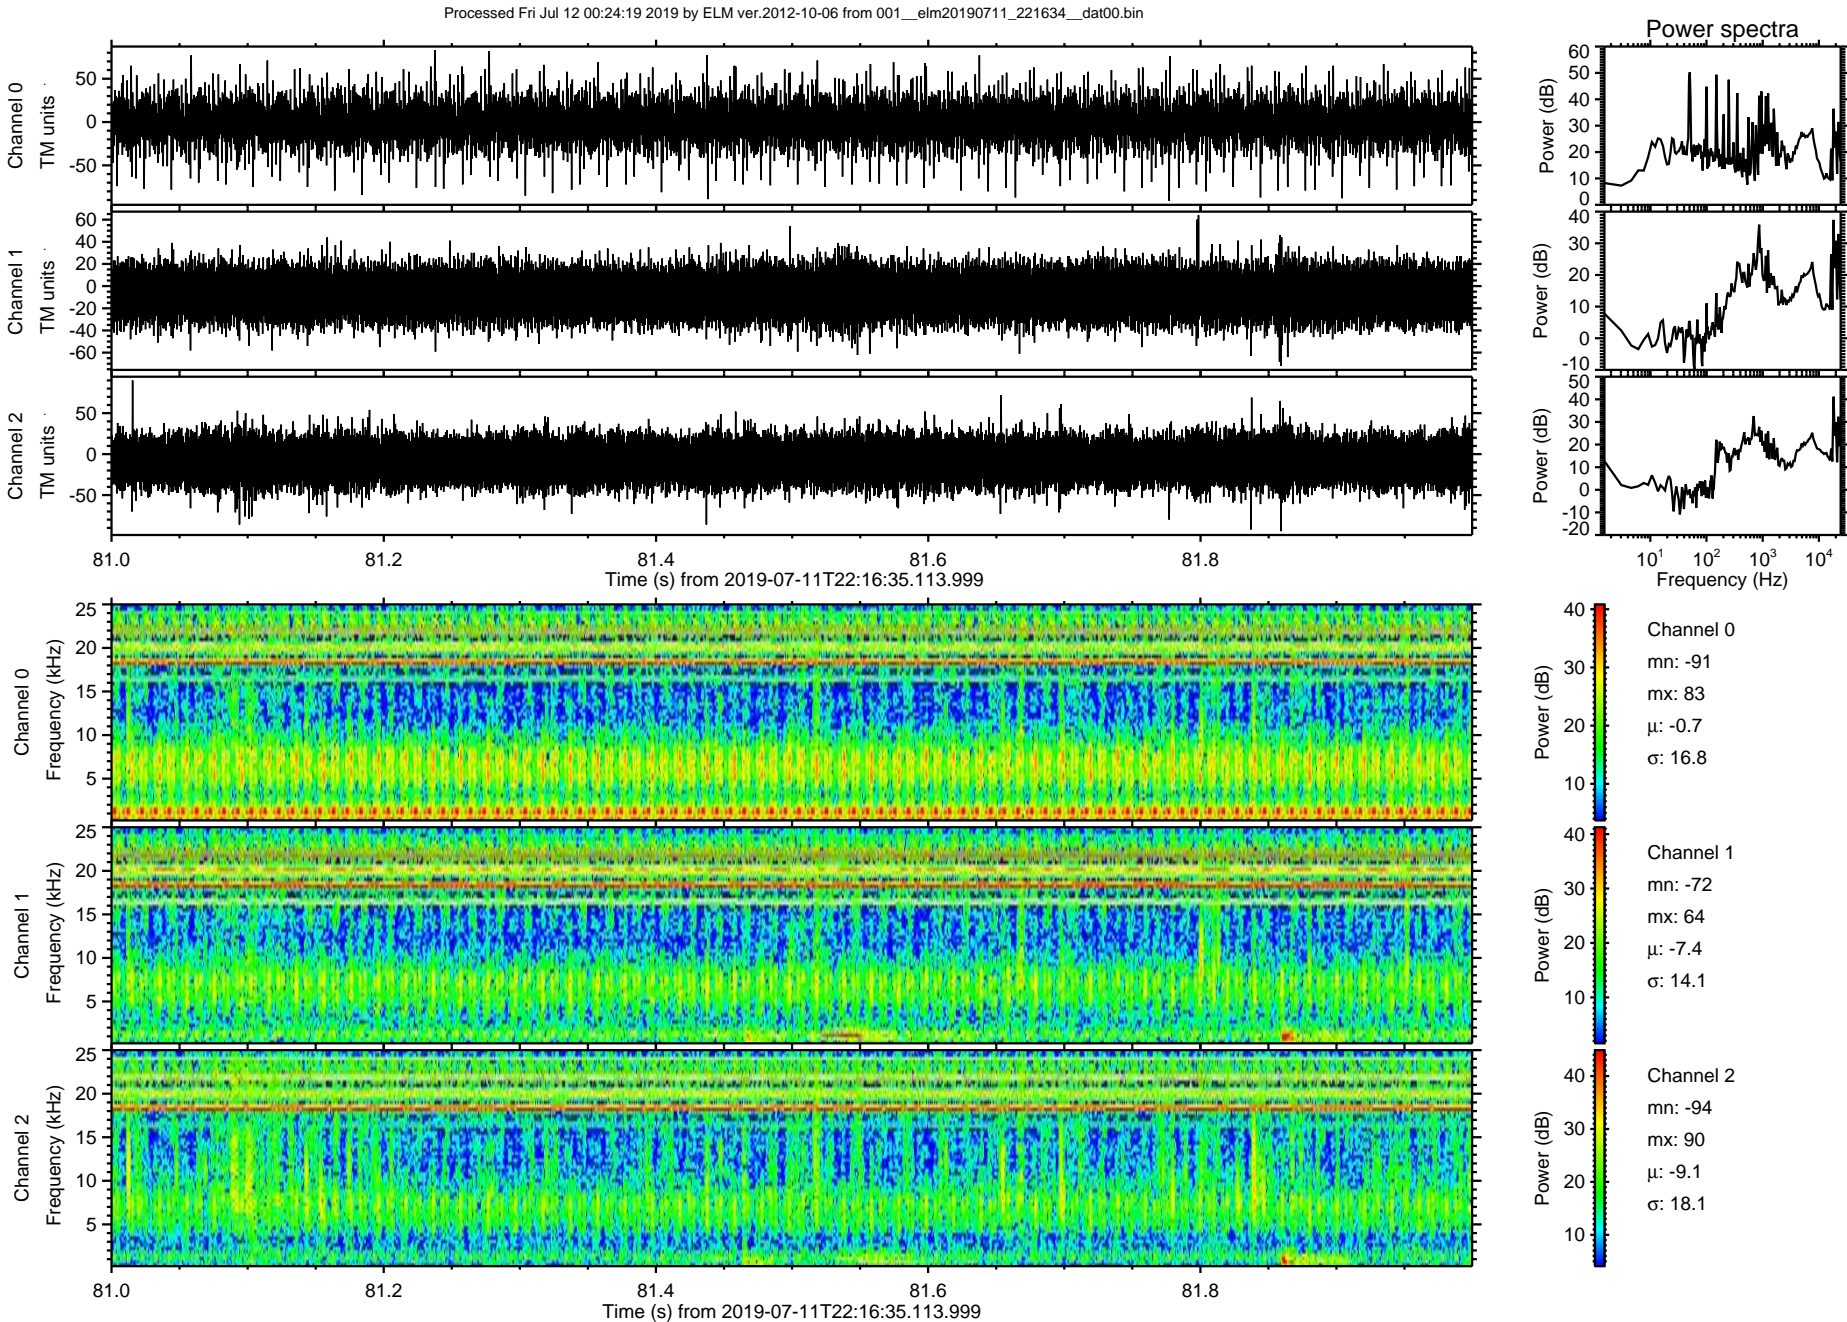 Processed Fri Jul 12 00:24:19 2019 by ELM ver.2012-10-06 from 001__elm20190711_221634__dat00.bin
Power spectra
Channel 0
TM units
50
0
-50
Power (dB)
60
50
40
30
20
10
0
Channel 1
TM units
60
40
20
0
-20
-40
-60
Power (dB)
40
30
20
10
0
-10
Channel 2
TM units
50
0
-50
Power (dB)
50
40
30
20
10
0
-10
-20
81.0 81.2 81.4 81.6 81.8
Time (s) from 2019-07-11T22:16:35.113.999
10¹ 10² 10³ 10⁴
Frequency (Hz)
Channel 0
Frequency (kHz)
25
20
15
10
5
Power (dB)
40
30
20
10
Channel 0
mn: -91
mx: 83
μ: -0.7
σ: 16.8
Channel 1
Frequency (kHz)
25
20
15
10
5
Power (dB)
40
30
20
10
Channel 1
mn: -72
mx: 64
μ: -7.4
σ: 14.1
Channel 2
Frequency (kHz)
25
20
15
10
5
Power (dB)
40
30
20
10
Channel 2
mn: -94
mx: 90
μ: -9.1
σ: 18.1
81.0 81.2 81.4 81.6 81.8
Time (s) from 2019-07-11T22:16:35.113.999